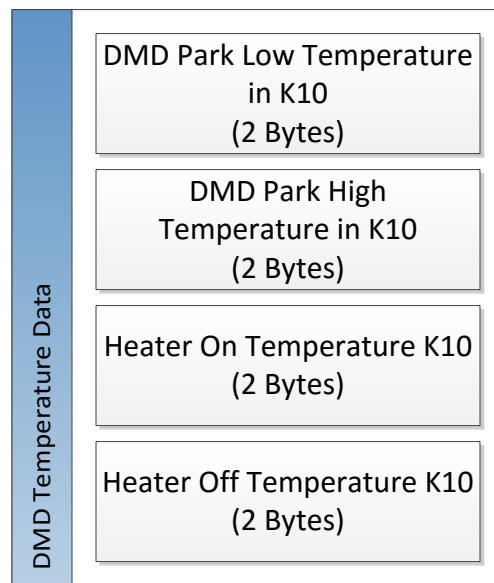 DMD Temperature Data
DMD Park Low Temperature
in K10
(2 Bytes)
DMD Park High
Temperature in K10
(2 Bytes)
Heater On Temperature K10
(2 Bytes)
Heater Off Temperature K10
(2 Bytes)